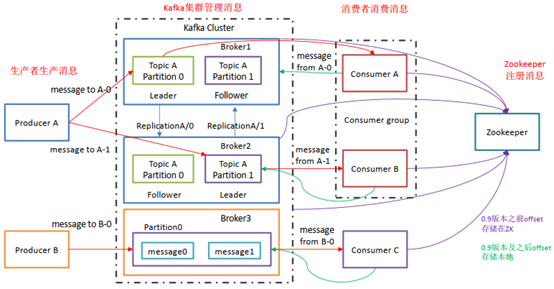 Kafka集群管理消息
消费者消费消息
Kafka Cluster
Broker1
生产者生产消息
Topic A
Partition 0
Topic A
Partition 1
message
from A-0
Consumer A
Zookeeper
注册消息
message to A-0
Leader
Follower
Producer A
ReplicationA/0
ReplicationA/1
Consumer group
Zookeeper
message to A-1
Broker2
Topic A
Partition 0
Topic A
Partition 1
message
from A-1
Consumer B
Follower
Leader
Broker3
message to B-0
Partition0
message
from B-0
0.9版本之前offset
存储在ZK
Producer B
message0
message1
Consumer C
0.9版本及之后offset
存储本地